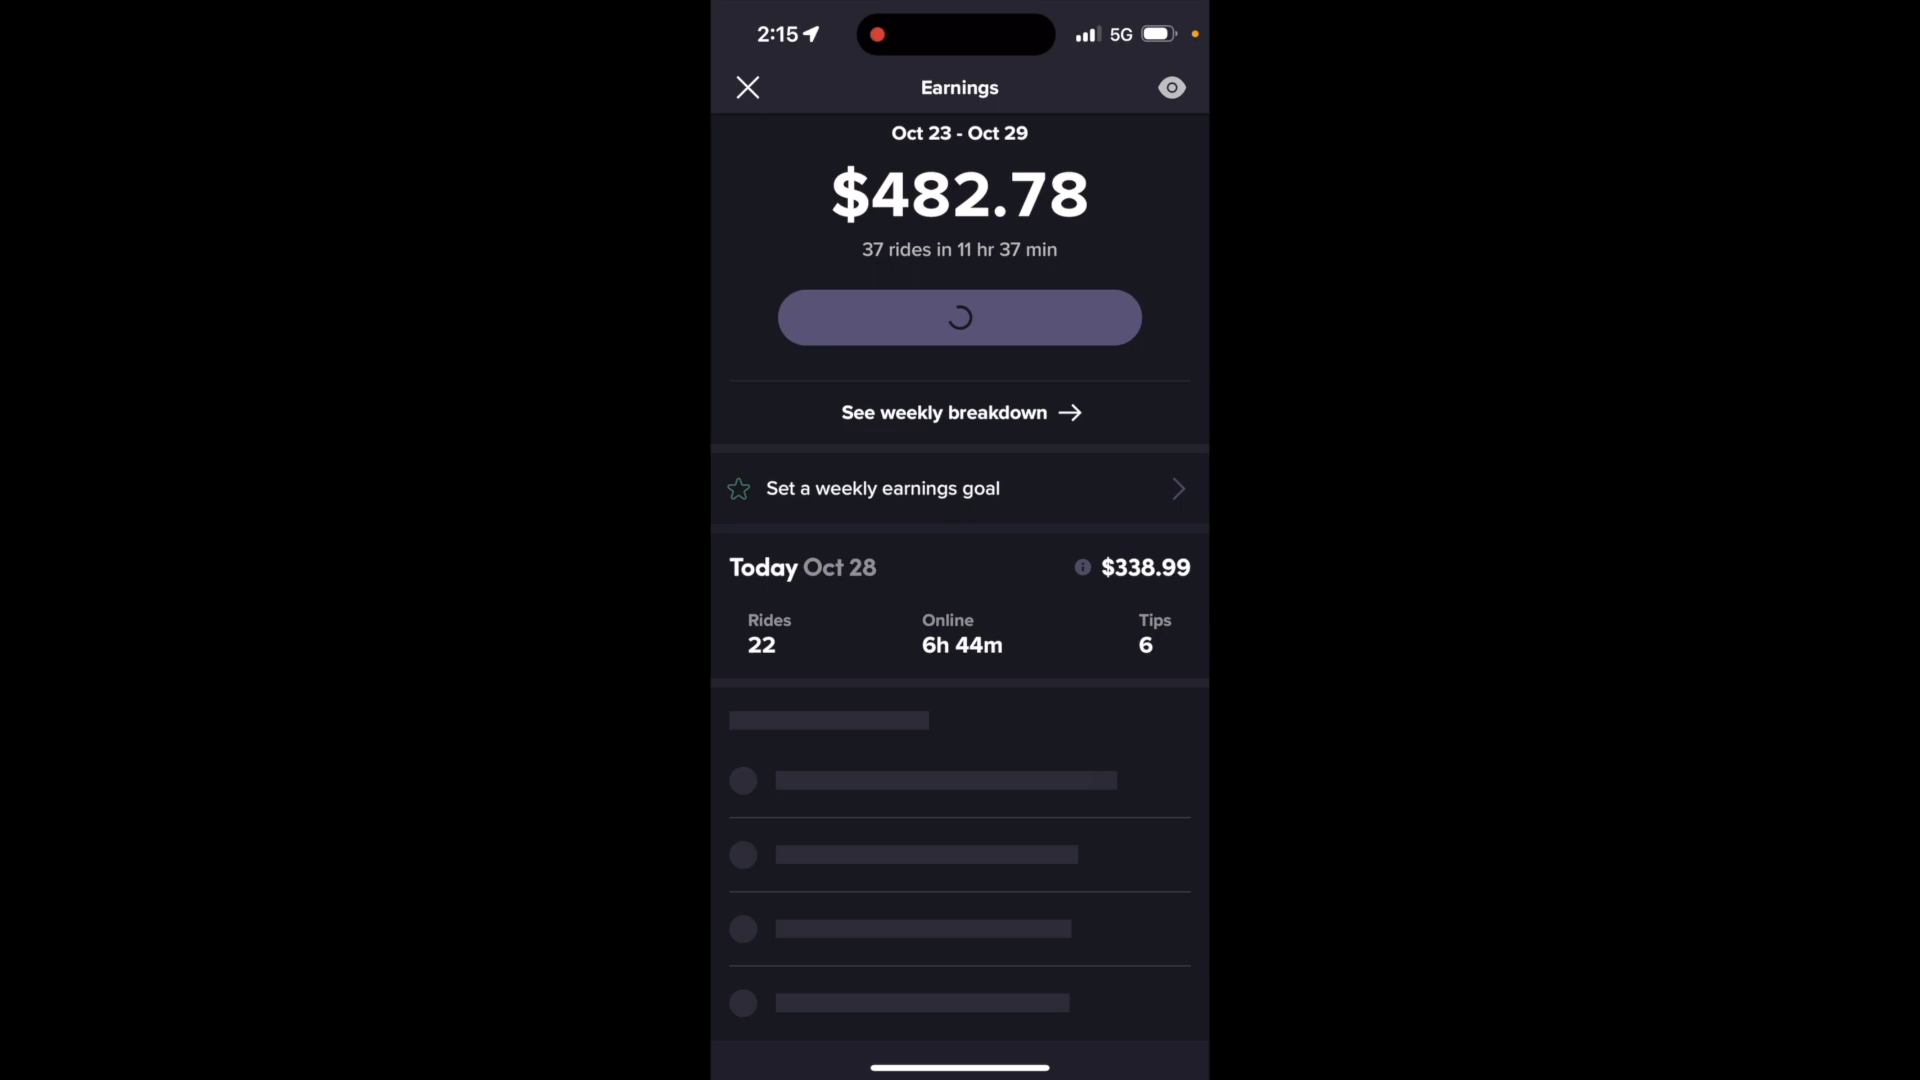 2:15
5G
Earnings
Oct 23 - Oct 29
$482.78
37 rides in 11 hr 37 min
See weekly breakdown
Set a weekly earnings goal
Today Oct 28 $338.99
Rides Online Tips
22 6h 44m 6